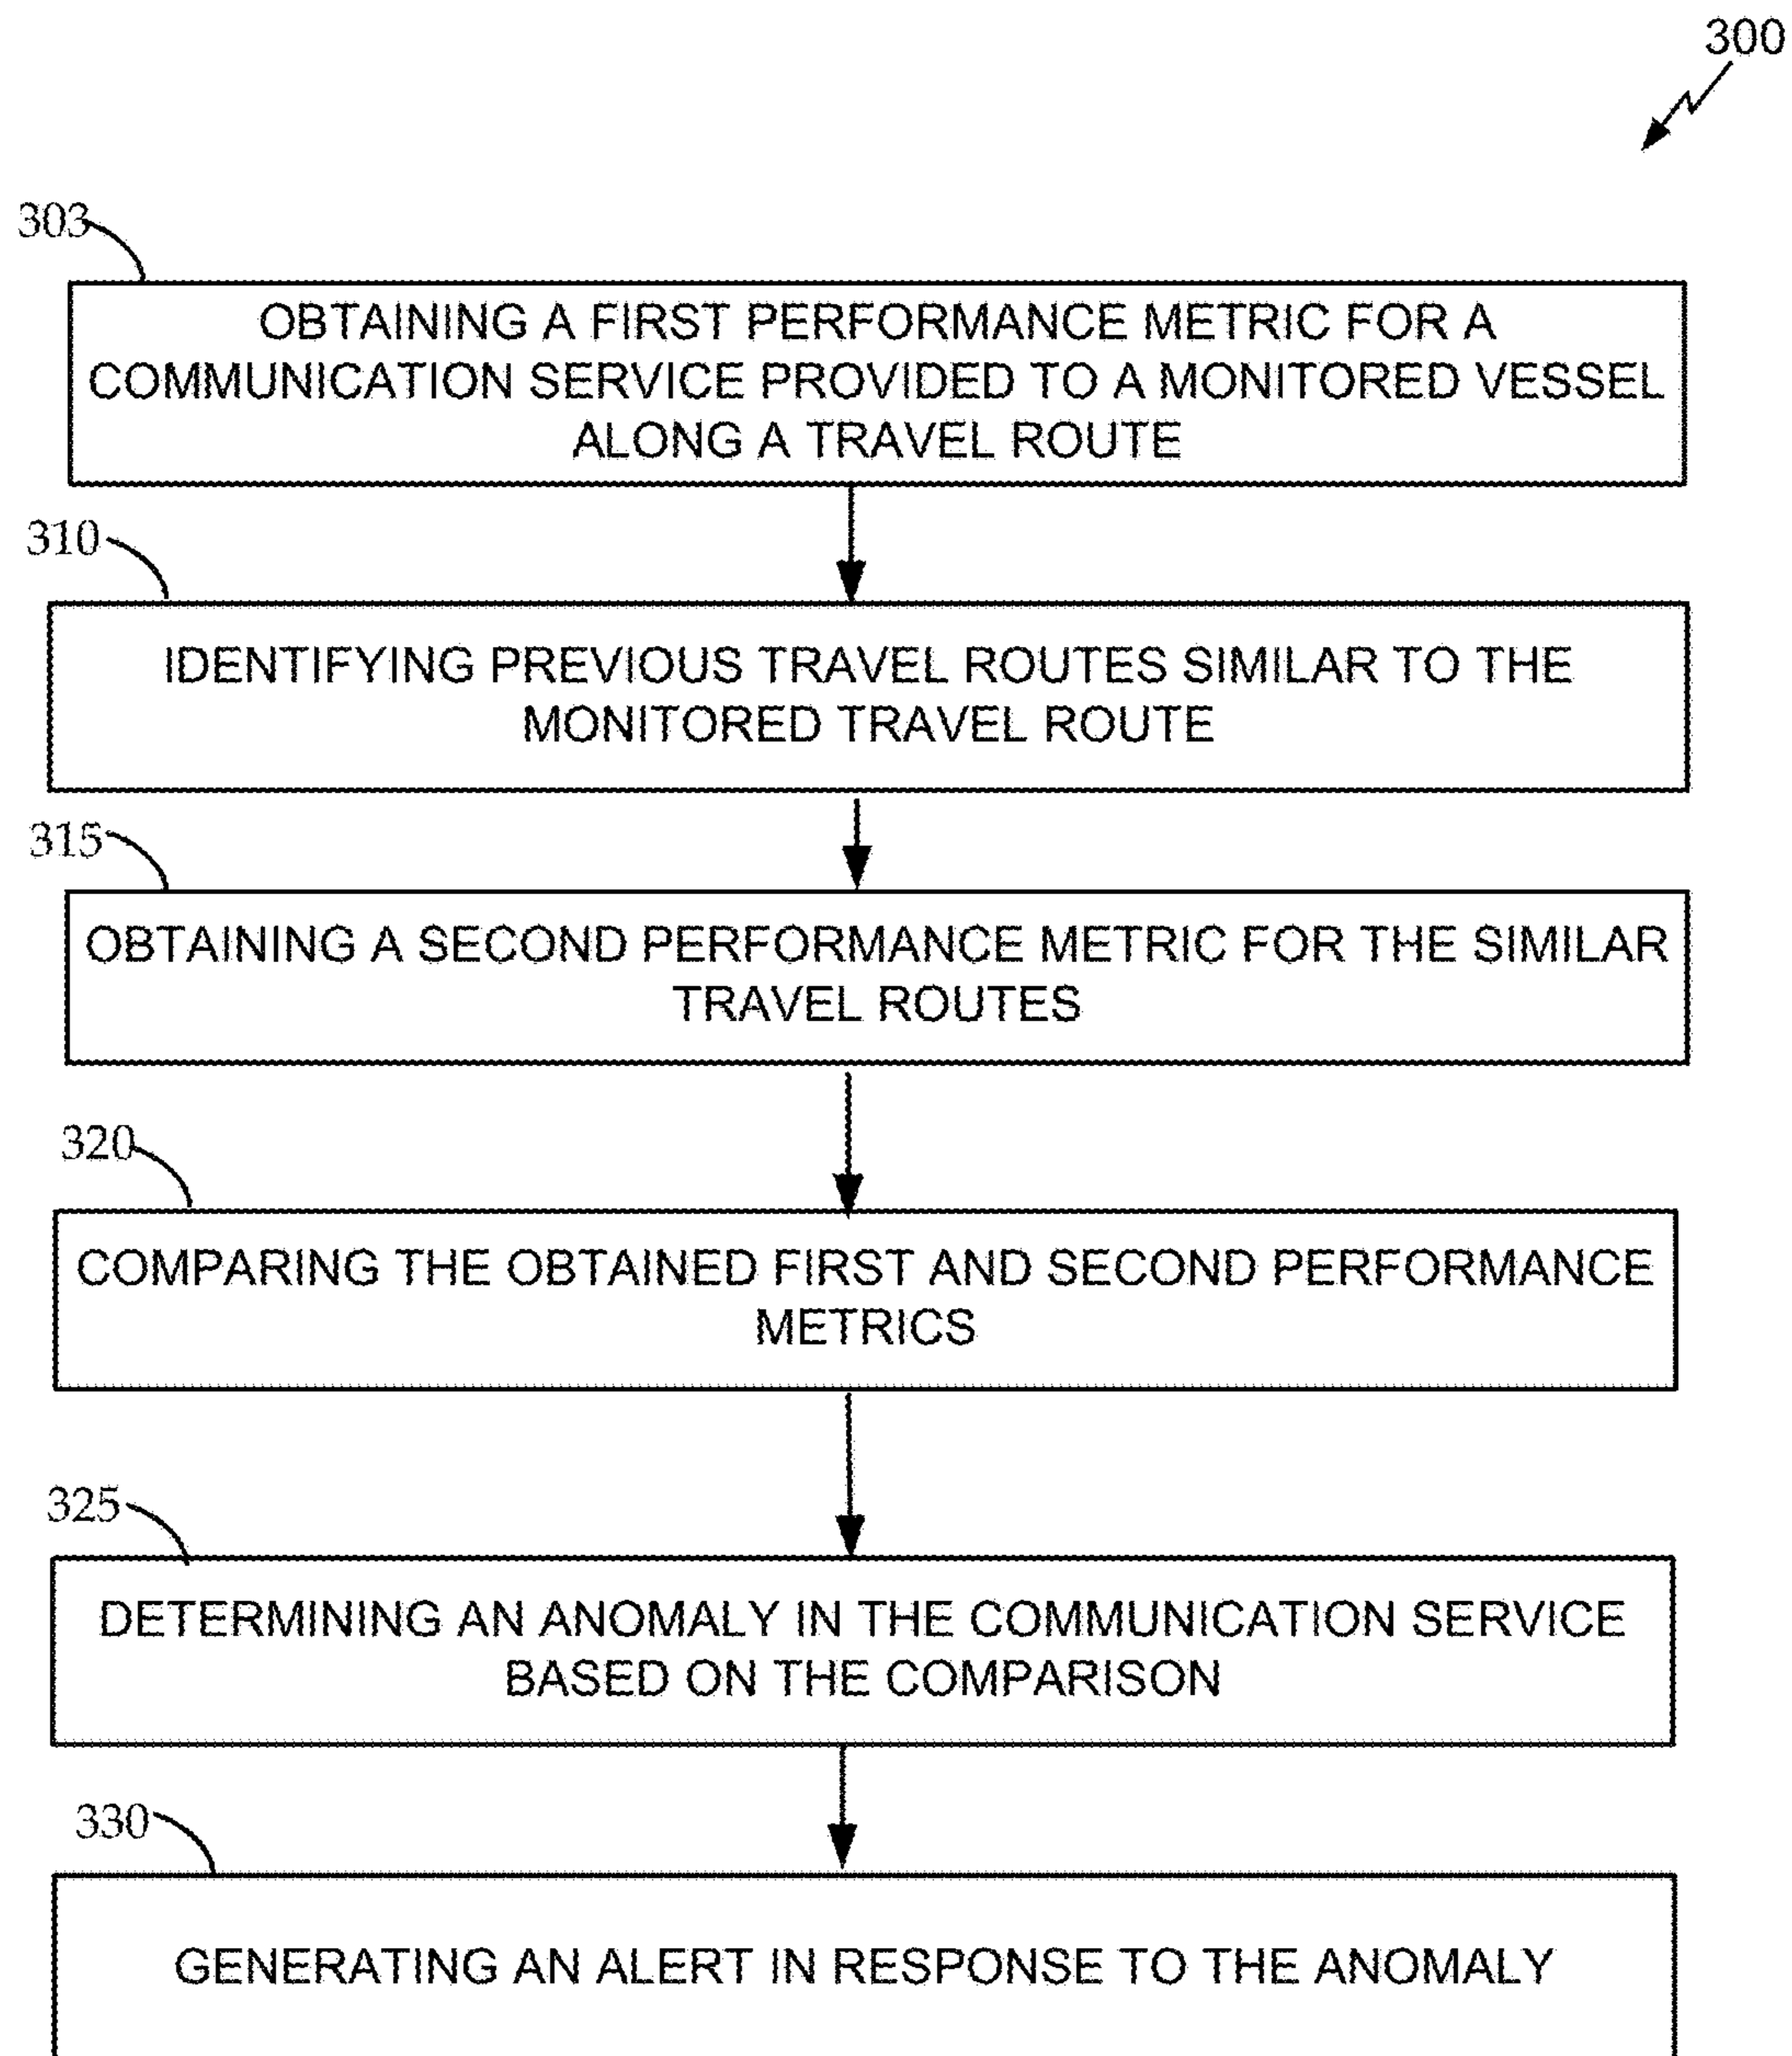 300
303
OBTAINING A FIRST PERFORMANCE METRIC FOR A
COMMUNICATION SERVICE PROVIDED TO A MONITORED VESSEL
ALONG A TRAVEL ROUTE
310
IDENTIFYING PREVIOUS TRAVEL ROUTES SIMILAR TO THE
MONITORED TRAVEL ROUTE
315
OBTAINING A SECOND PERFORMANCE METRIC FOR THE SIMILAR
TRAVEL ROUTES
320
COMPARING THE OBTAINED FIRST AND SECOND PERFORMANCE
METRICS
325
DETERMINING AN ANOMALY IN THE COMMUNICATION SERVICE
BASED ON THE COMPARISON
330
GENERATING AN ALERT IN RESPONSE TO THE ANOMALY